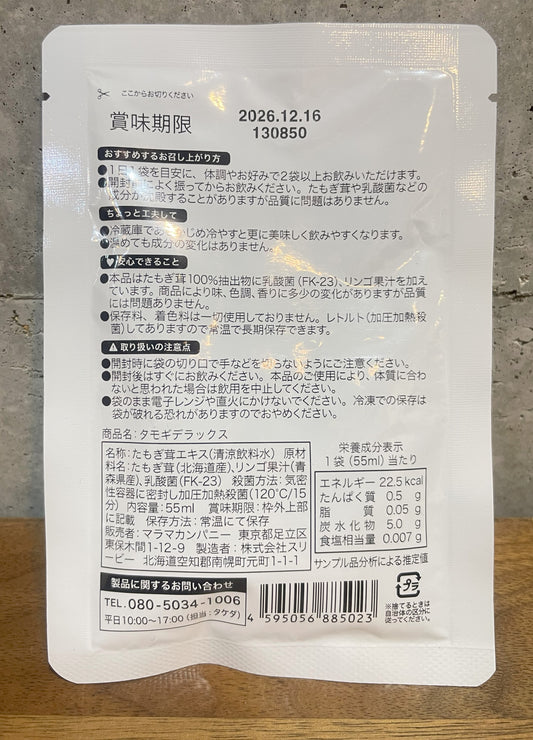 ここからお切りください
賞味期限
2026.12.16
130850
おすすめするお召し上がり方
●1日1袋を目安に、体調やお好みで2袋以上お飲みいただけます。
●開封前によく振ってからお飲みください。たもぎ茸や乳酸菌などの
成分が沈殿することがありますが品質に問題はありません。
ちょっと工夫して
●冷蔵庫であらかじめ冷やすと更に美味しく飲みやすくなります。
●温めても成分の変化はありません。
安心できること
●本品はたもぎ茸100%抽出物に乳酸菌(FK-23)、リンゴ果汁を加え
ています。商品により味、色調、香りに多少の変化がありますが品質
には問題ありません。
●保存料、着色料は一切使用しておりません。レトルト(加圧加熱殺
菌)してありますので常温で長期保存できます。
取り扱いの注意点
●開封時に袋の切り口で手などを切らないようにご注意ください。
●開封後はすぐにお飲みください。本品のご使用により、体質に合わ
ないと思われた場合は飲用を中止してください。
●袋のまま電子レンジや直火にかけないでください。冷凍での保存は
袋が破れる恐れがありますのでおやめください。
商品名:タモギデラックス
名称:たもぎ茸エキス(清涼飲料水) 原材
料名:たもぎ茸(北海道産)、リンゴ果汁(青
森県産)、乳酸菌(FK-23) 殺菌方法:気密
性容器に密封し加圧加熱殺菌(120℃/15
分) 内容量:55ml 賞味期限:枠外上部
に記載 保存方法:常温にて保存
販売者:マラマカンパニー 東京都足立区
東保木間1-12-9 製造者:株式会社スリ
ービー 北海道空知郡南幌町元町1-1-1
栄養成分表示
1袋(55ml)当たり
エネルギー 22.5kcal
たんぱく質 0.5 g
脂質 0.05 g
炭水化物 5.0 g
食塩相当量 0.007 g
サンプル品分析による推定値
製品に関するお問い合わせ
TEL.080-5034-1006
平日10:00〜17:00(担当:タケダ)
4 595056 885023
プラ
※捨てるときは
自治体の区分に
従ってください。